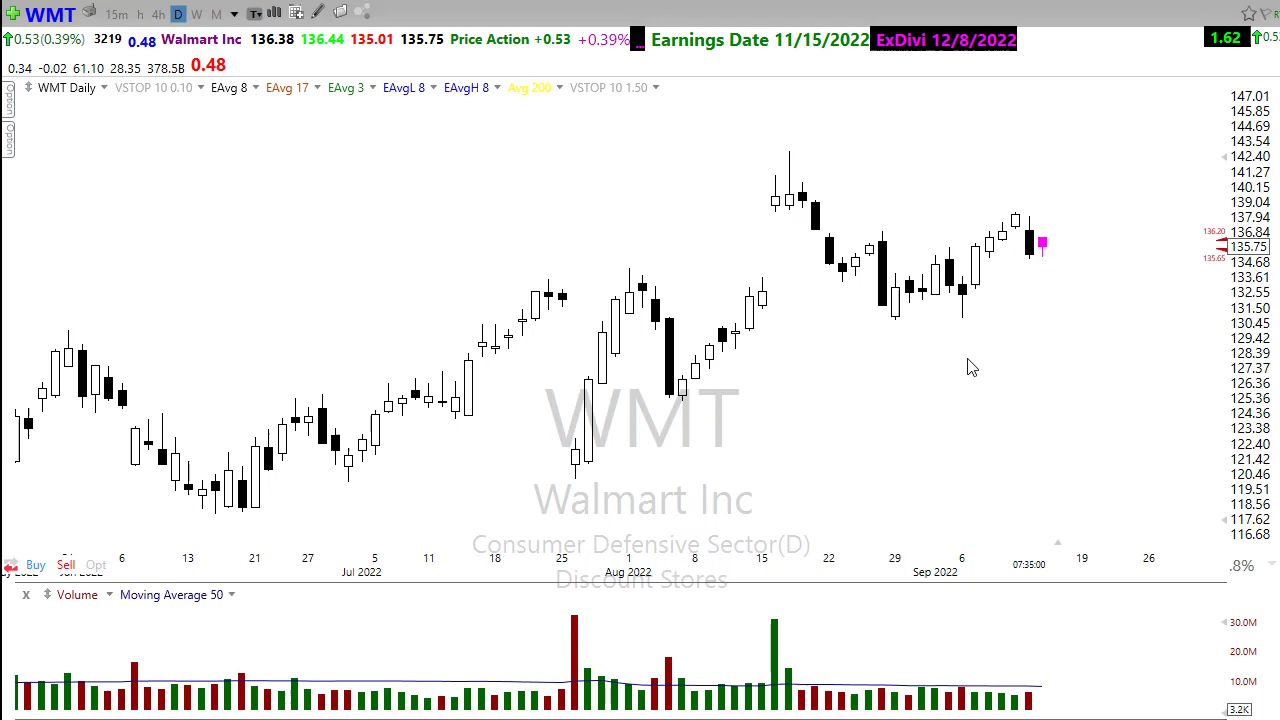 WMT 15m h 4h D W M
0.53(0.39%) 3219 0.48 Walmart Inc 136.38 136.44 135.01 135.75 Price Action +0.53 +0.39% ... Earnings Date 11/15/2022 ExDivi 12/8/2022 1.62
0.34 -0.02 61.10 28.35 378.5B 0.48
WMT Daily VSTOP 10 0.10 EAvg 8 EAvg 17 EAvg 3 EAvgL 8 EAvgH 8 Avg 200 VSTOP 10 1.50
Option
Option
147.01
145.85
144.69
143.54
142.40
141.27
140.15
139.04
137.94
136.20 136.84
135.75
135.65 134.68
133.61
132.55
131.50
130.45
129.42
128.39
127.37
126.36
125.36
124.36
123.38
122.40
121.42
120.46
119.51
118.56
117.62
116.68
WMT
Walmart Inc
Consumer Defensive Sector(D)
Discount Stores
6 13 21 27 5 11 18 25 1 8 15 22 29 6 07:35:00 19 26
Jul 2022 Aug 2022 Sep 2022
Buy Sell Opt
.8%
x Volume Moving Average 50
30.0M
20.0M
10.0M
3.2K